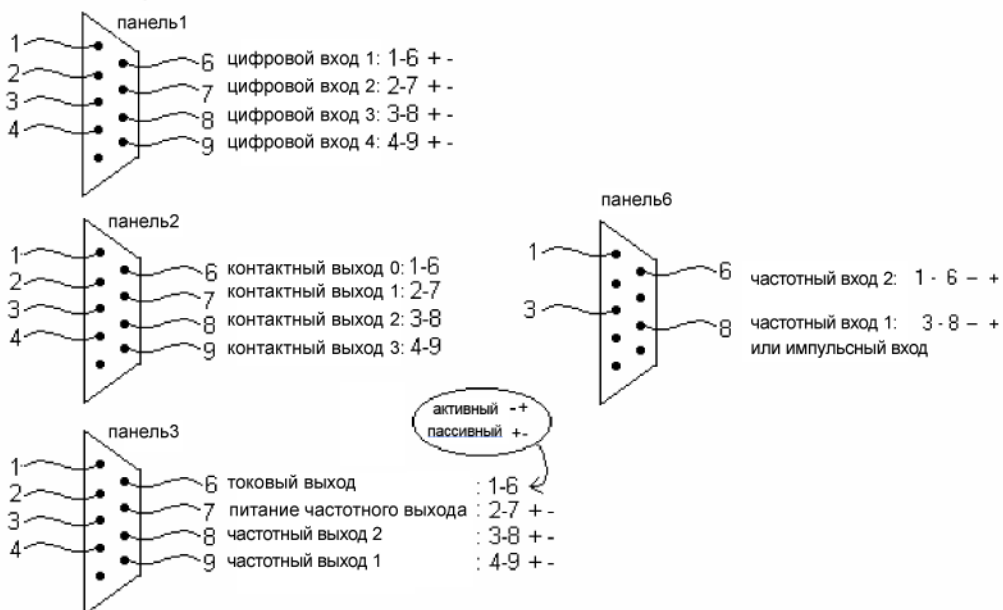 панель1
1
2
3
4
6 цифровой вход 1: 1-6 + -
7 цифровой вход 2: 2-7 + -
8 цифровой вход 3: 3-8 + -
9 цифровой вход 4: 4-9 + -
панель2
1
2
3
4
6 контактный выход 0: 1-6
7 контактный выход 1: 2-7
8 контактный выход 2: 3-8
9 контактный выход 3: 4-9
панель6
1
3
6 частотный вход 2: 1 - 6 – +
8 частотный вход 1: 3 - 8 – +
или импульсный вход
активный -+
пассивный +-
панель3
1
2
3
4
6 токовый выход : 1-6
7 питание частотного выхода : 2-7 + -
8 частотный выход 2 : 3-8 + -
9 частотный выход 1 : 4-9 + -